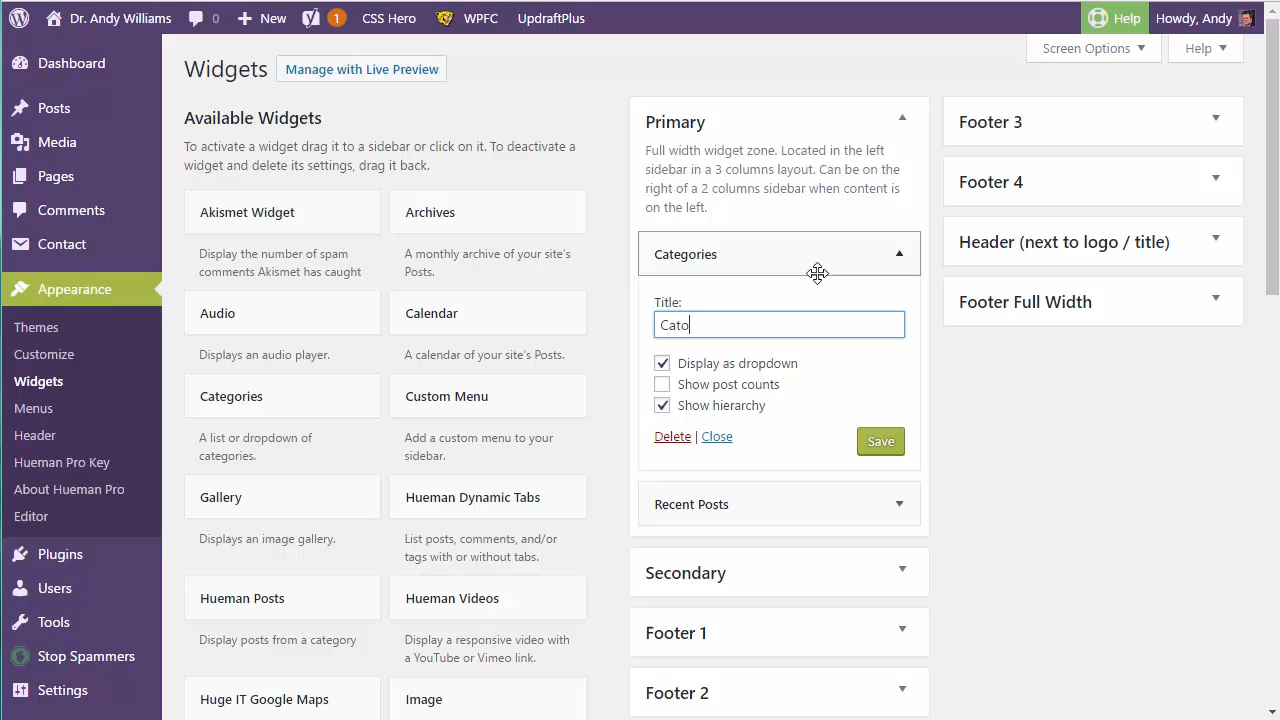 Dr. Andy Williams 0 New 1 CSS Hero WPFC UpdraftPlus Help Howdy, Andy
Screen Options Help
Dashboard
Posts
Media
Pages
Comments
Contact
Appearance
Themes
Customize
Widgets
Menus
Header
Hueman Pro Key
About Hueman Pro
Editor
Plugins
Users
Tools
Stop Spammers
Settings
Widgets Manage with Live Preview
Available Widgets
To activate a widget drag it to a sidebar or click on it. To deactivate a
widget and delete its settings, drag it back.
Akismet Widget
Display the number of spam
comments Akismet has caught
Archives
A monthly archive of your site's
Posts.
Audio
Displays an audio player.
Calendar
A calendar of your site's Posts.
Categories
A list or dropdown of
categories.
Custom Menu
Add a custom menu to your
sidebar.
Gallery
Displays an image gallery.
Hueman Dynamic Tabs
List posts, comments, and/or
tags with or without tabs.
Hueman Posts
Display posts from a category
Hueman Videos
Display a responsive video with
a YouTube or Vimeo link.
Huge IT Google Maps
Image
Primary
Full width widget zone. Located in the left
sidebar in a 3 columns layout. Can be on the
right of a 2 columns sidebar when content is
on the left.
Categories
Title:
Cato
Display as dropdown
Show post counts
Show hierarchy
Delete | Close Save
Recent Posts
Secondary
Footer 1
Footer 2
Footer 3
Footer 4
Header (next to logo / title)
Footer Full Width